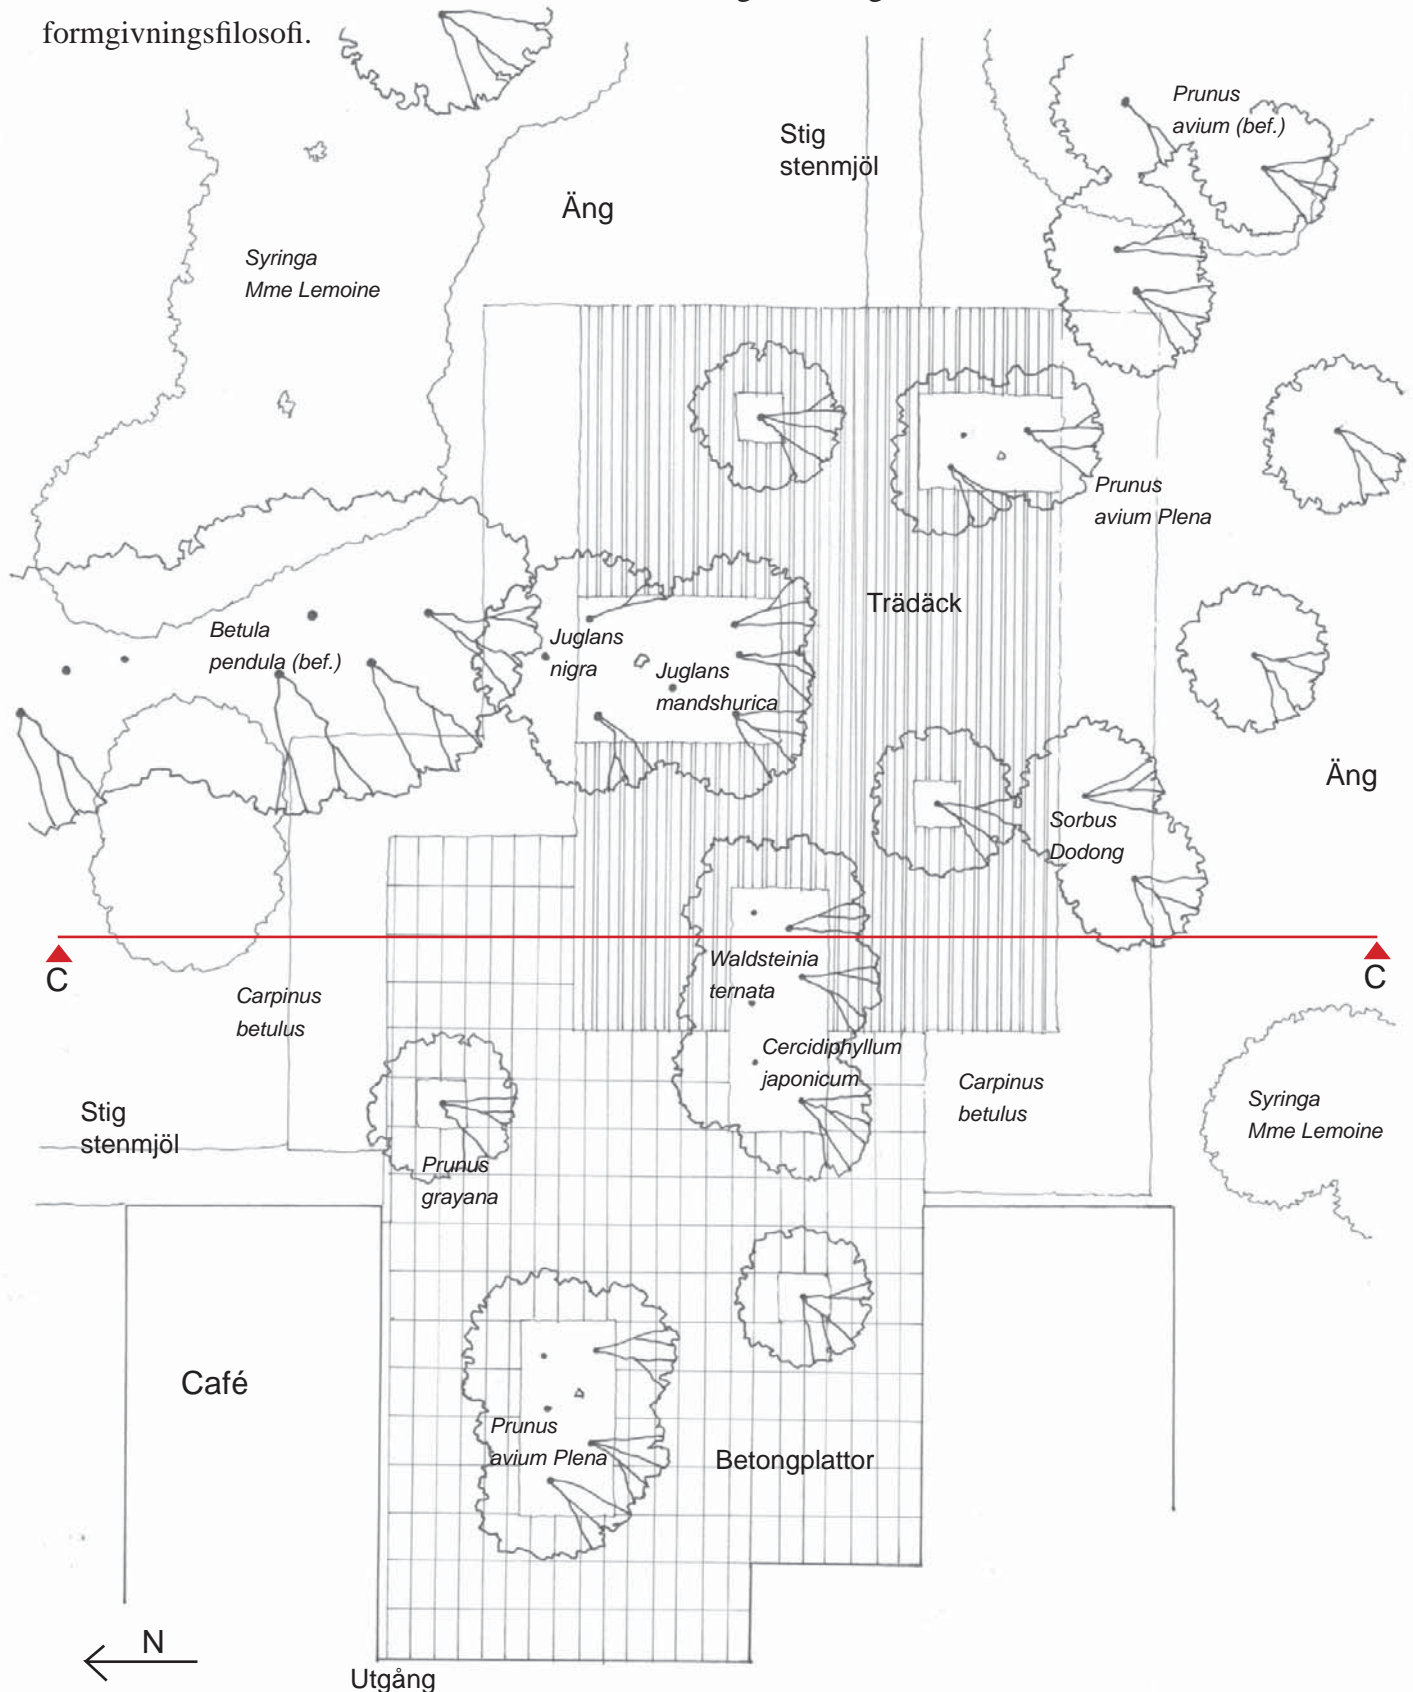 formgivningsfilosofi.
Prunus
avium (bef.)
Stig
stenmjöl
Äng
Syringa
Mme Lemoine
Prunus
avium Plena
Trädäck
Betula
pendula (bef.)
Juglans
nigra
Juglans
mandshurica
Äng
Sorbus
Dodong
C
C
Waldsteinia
ternata
Carpinus
betulus
Cercidiphyllum
japonicum
Carpinus
betulus
Syringa
Mme Lemoine
Stig
stenmjöl
Prunus
grayana
Café
Prunus
avium Plena
Betongplattor
N
Utgång